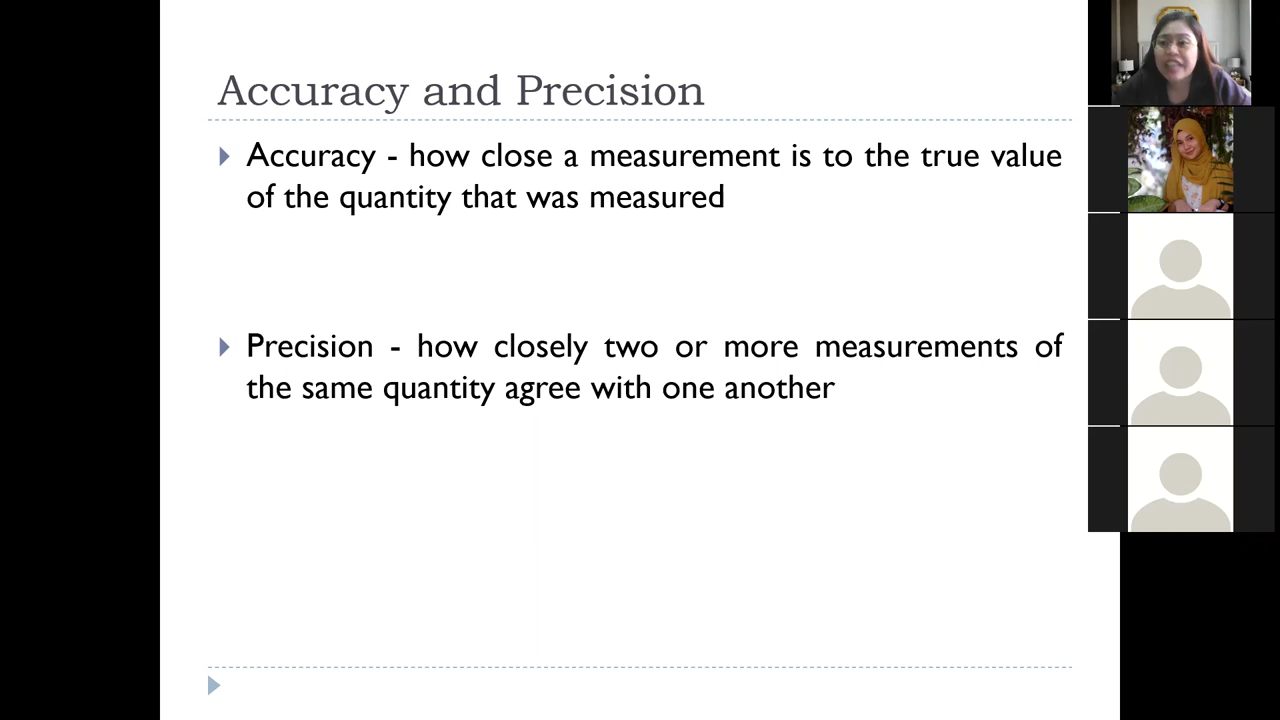 Accuracy and Precision
Accuracy - how close a measurement is to the true value
of the quantity that was measured
Precision - how closely two or more measurements of
the same quantity agree with one another